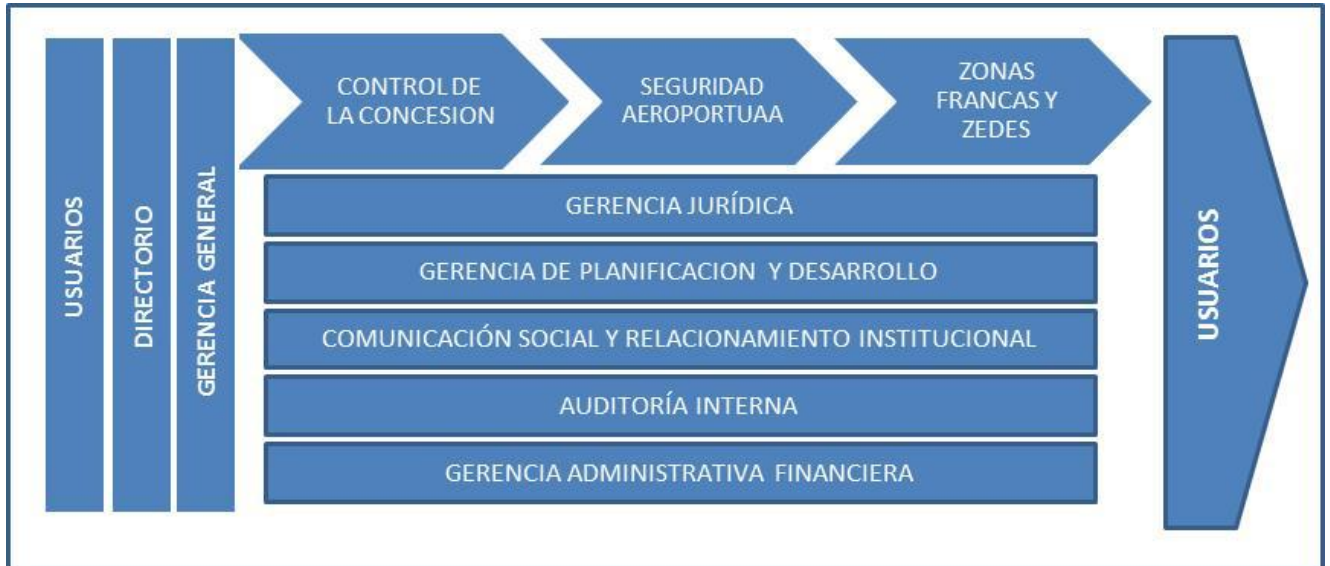 USUARIOS
DIRECTORIO
GERENCIA GENERAL
CONTROL DE
LA CONCESION
SEGURIDAD
AEROPORTUAA
ZONAS
FRANCAS Y
ZEDES
GERENCIA JURÍDICA
GERENCIA DE PLANIFICACION Y DESARROLLO
COMUNICACIÓN SOCIAL Y RELACIONAMIENTO INSTITUCIONAL
AUDITORÍA INTERNA
GERENCIA ADMINISTRATIVA FINANCIERA
USUARIOS